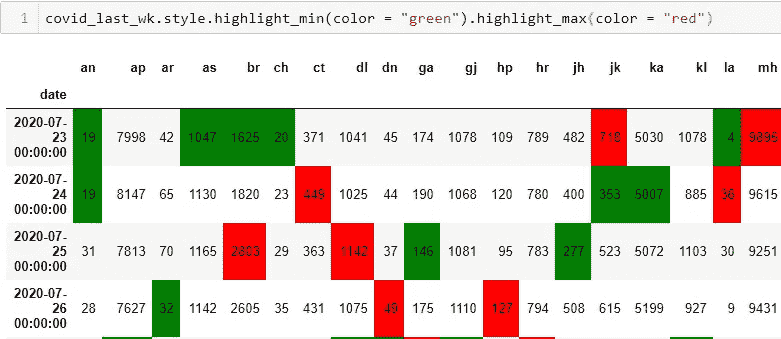 1 covid_last_wk.style.highlight_min(color = "green").highlight_max(color = "red")
an ap ar as br ch ct dl dn ga gj hp hr jh jk ka kl la mh
date
2020-07-
23 19 7998 42 1047 1625 20 371 1041 45 174 1078 109 789 482 718 5030 1078 4 9895
00:00:00
2020-07-
24 19 8147 65 1130 1820 23 449 1025 44 190 1068 120 780 400 353 5007 885 36 9615
00:00:00
2020-07-
25 31 7813 70 1165 2803 29 363 1142 37 146 1081 95 783 277 523 5072 1103 30 9251
00:00:00
2020-07-
26 28 7627 32 1142 2605 35 431 1075 49 175 1110 127 794 508 615 5199 927 9 9431
00:00:00